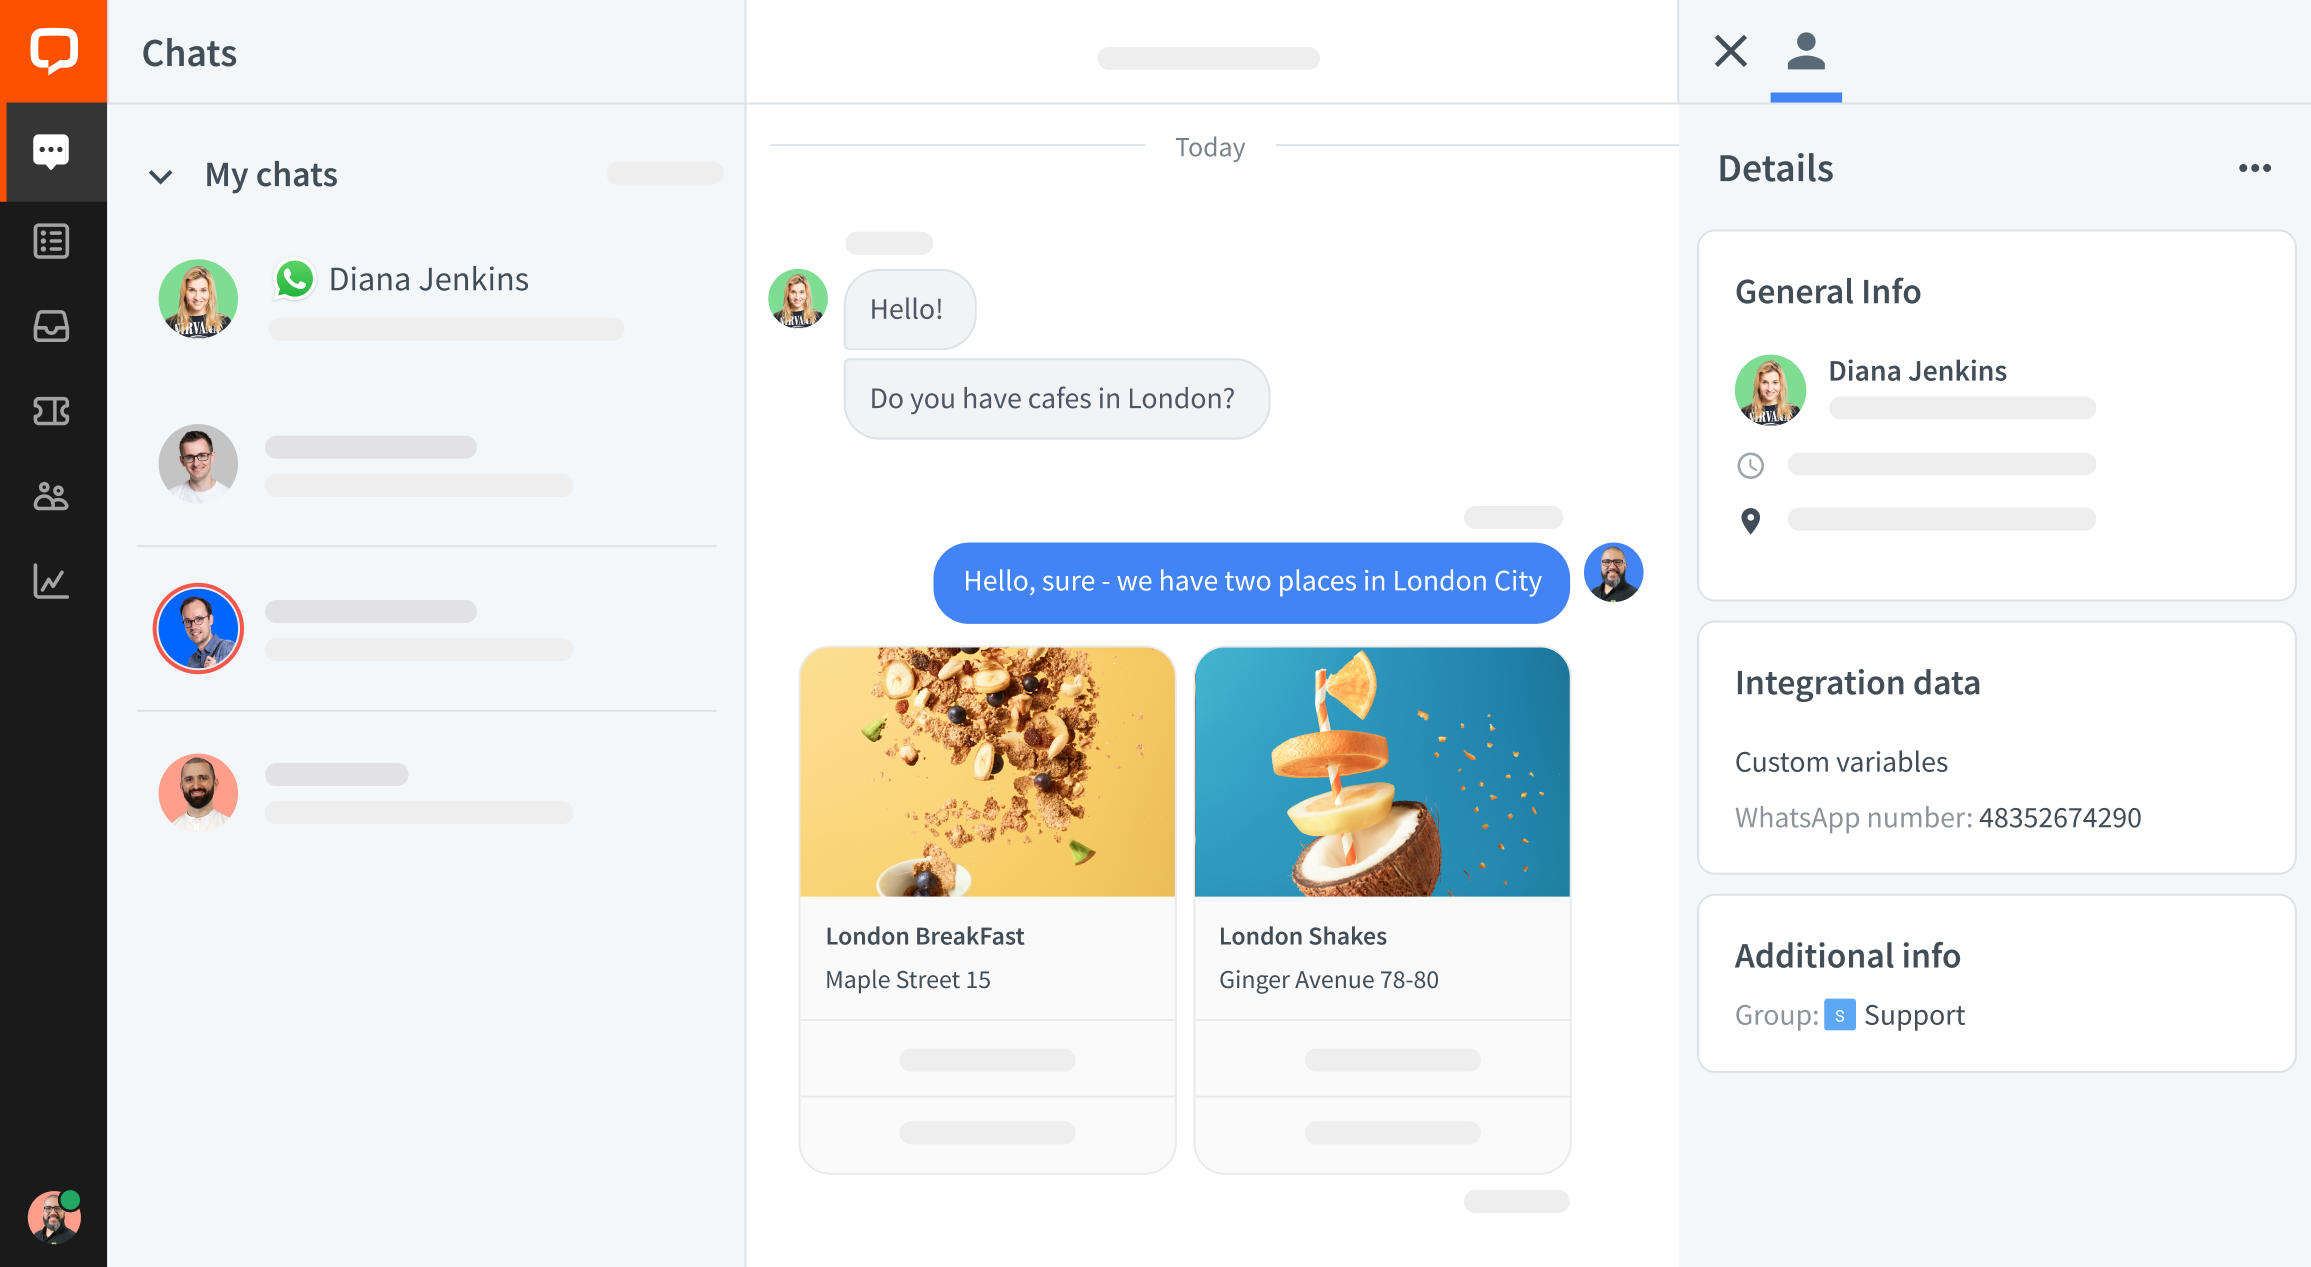 Chats
My chats
Diana Jenkins
Today
Hello!
Do you have cafes in London?
Hello, sure - we have two places in London City
London BreakFast
Maple Street 15
London Shakes
Ginger Avenue 78-80
Details
General Info
Diana Jenkins
Integration data
Custom variables
WhatsApp number: 48352674290
Additional info
Group: S Support